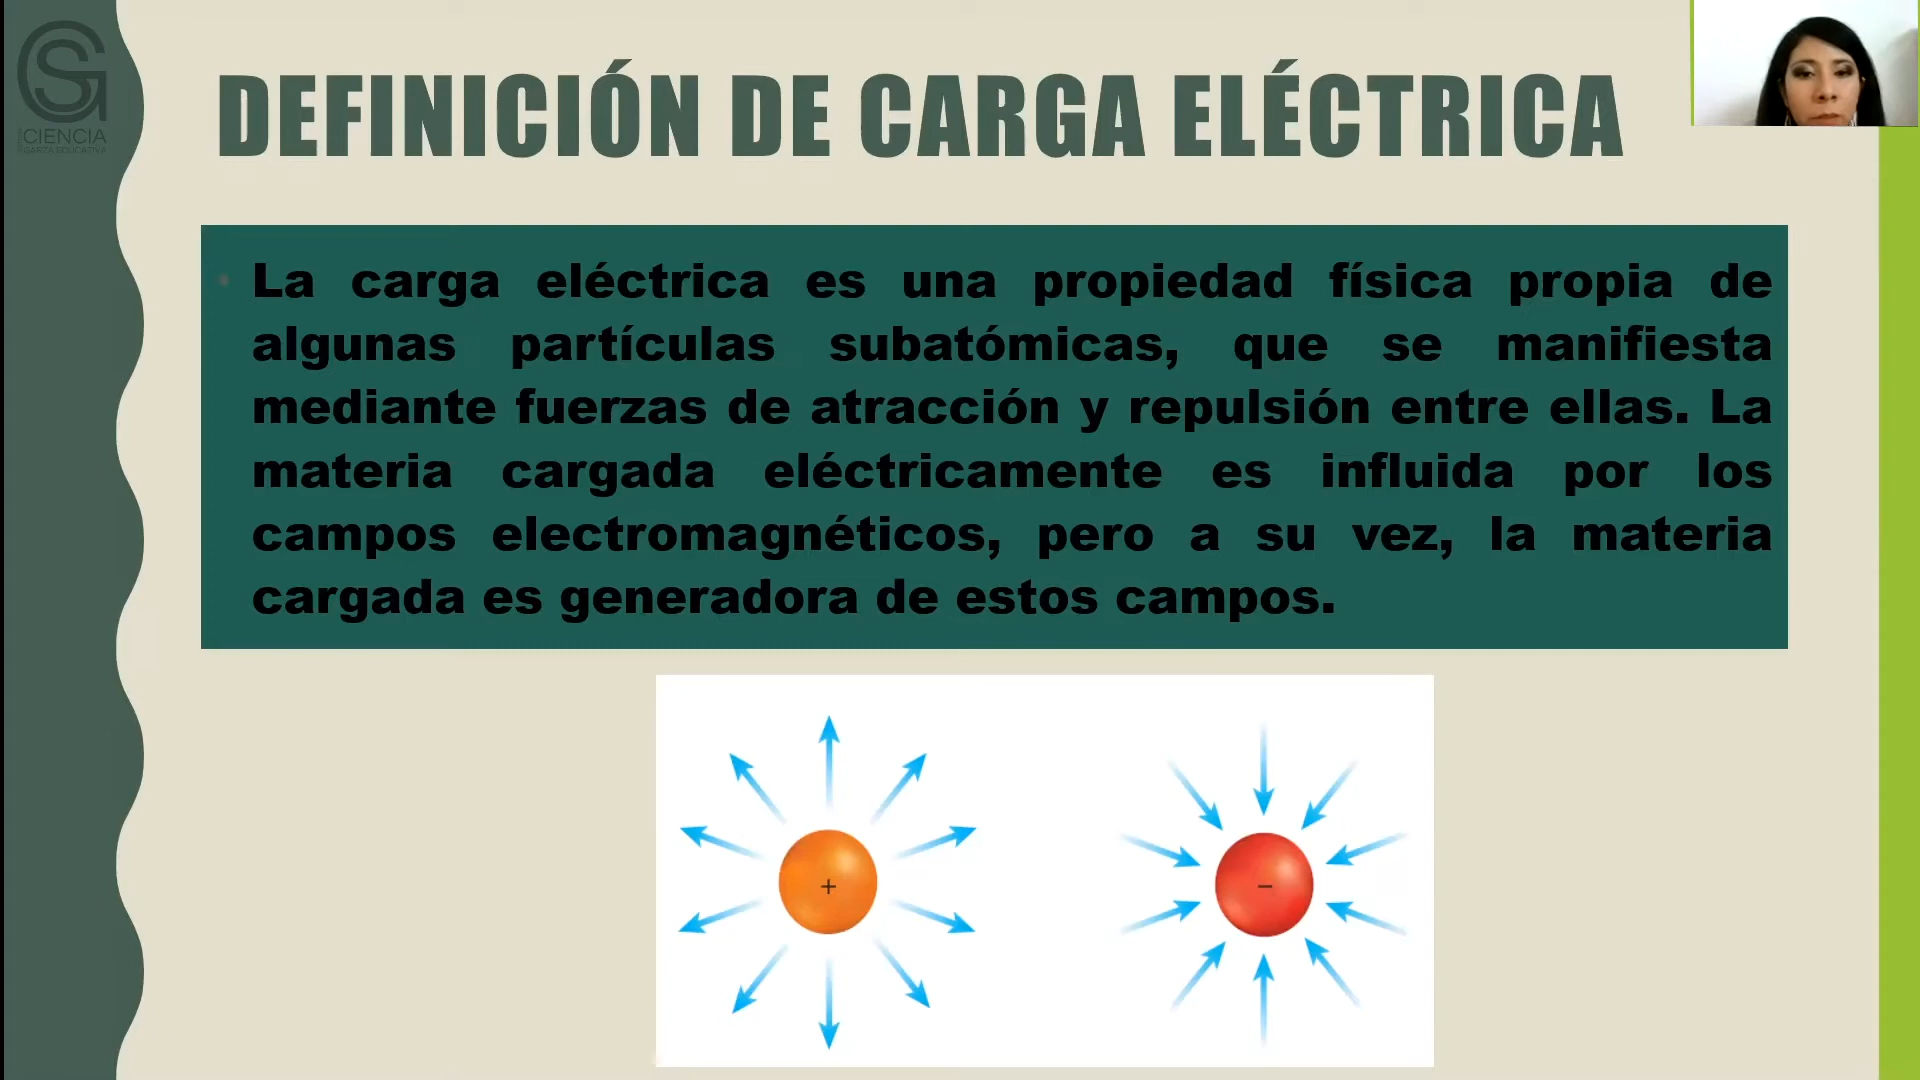 CIENCIA
GARZA EDUCATIVA
DEFINICIÓN DE CARGA ELÉCTRICA
La carga eléctrica es una propiedad física propia de
algunas partículas subatómicas, que se manifiesta
mediante fuerzas de atracción y repulsión entre ellas. La
materia cargada eléctricamente es influida por los
campos electromagnéticos, pero a su vez, la materia
cargada es generadora de estos campos.
+
−